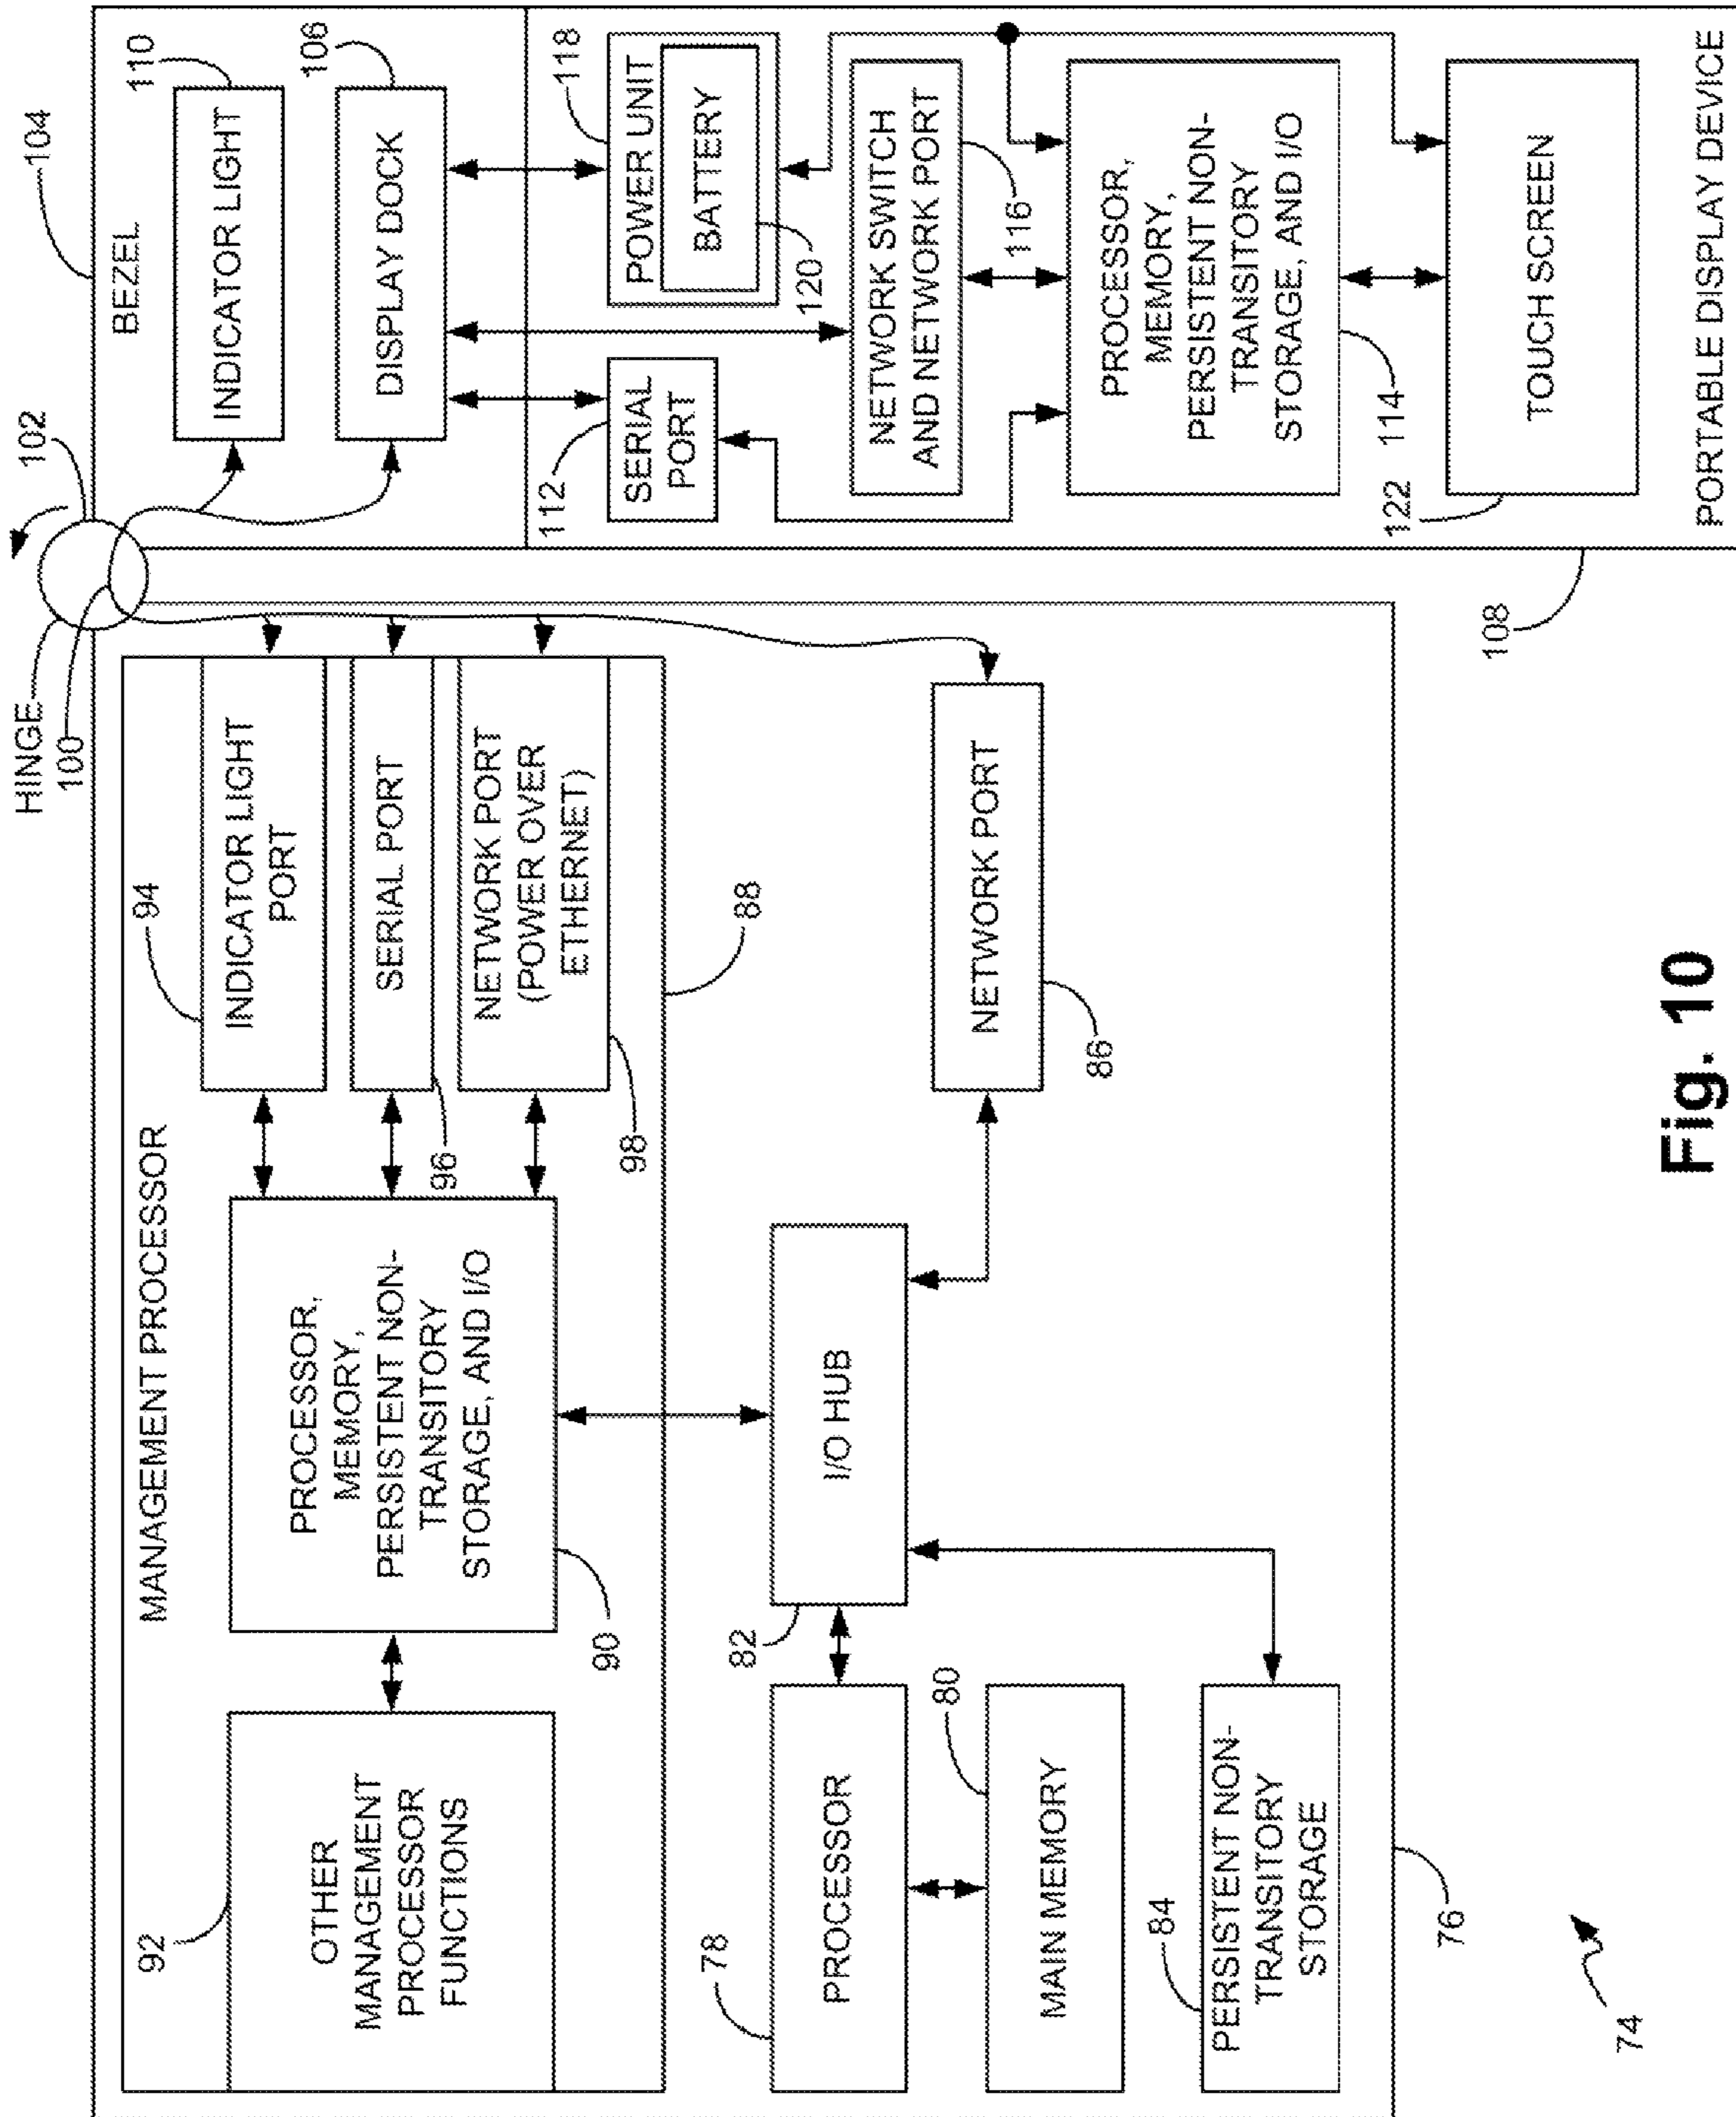 HINGE
100
102
104
MANAGEMENT PROCESSOR
92
OTHER
MANAGEMENT
PROCESSOR
FUNCTIONS
PROCESSOR,
MEMORY,
PERSISTENT NON-
TRANSITORY
STORAGE, AND I/O
90
94
INDICATOR LIGHT
PORT
SERIAL PORT
96
NETWORK PORT
(POWER OVER
ETHERNET)
98
88
78
PROCESSOR
82
I/O HUB
80
MAIN MEMORY
NETWORK PORT
86
84
PERSISTENT NON-
TRANSITORY
STORAGE
76
74
BEZEL
INDICATOR LIGHT
110
DISPLAY DOCK
106
112
SERIAL
PORT
POWER UNIT
118
BATTERY
120
NETWORK SWITCH
AND NETWORK PORT
116
PROCESSOR,
MEMORY,
PERSISTENT NON-
TRANSITORY
STORAGE, AND I/O
114
TOUCH SCREEN
122
PORTABLE DISPLAY DEVICE
108
Fig. 10